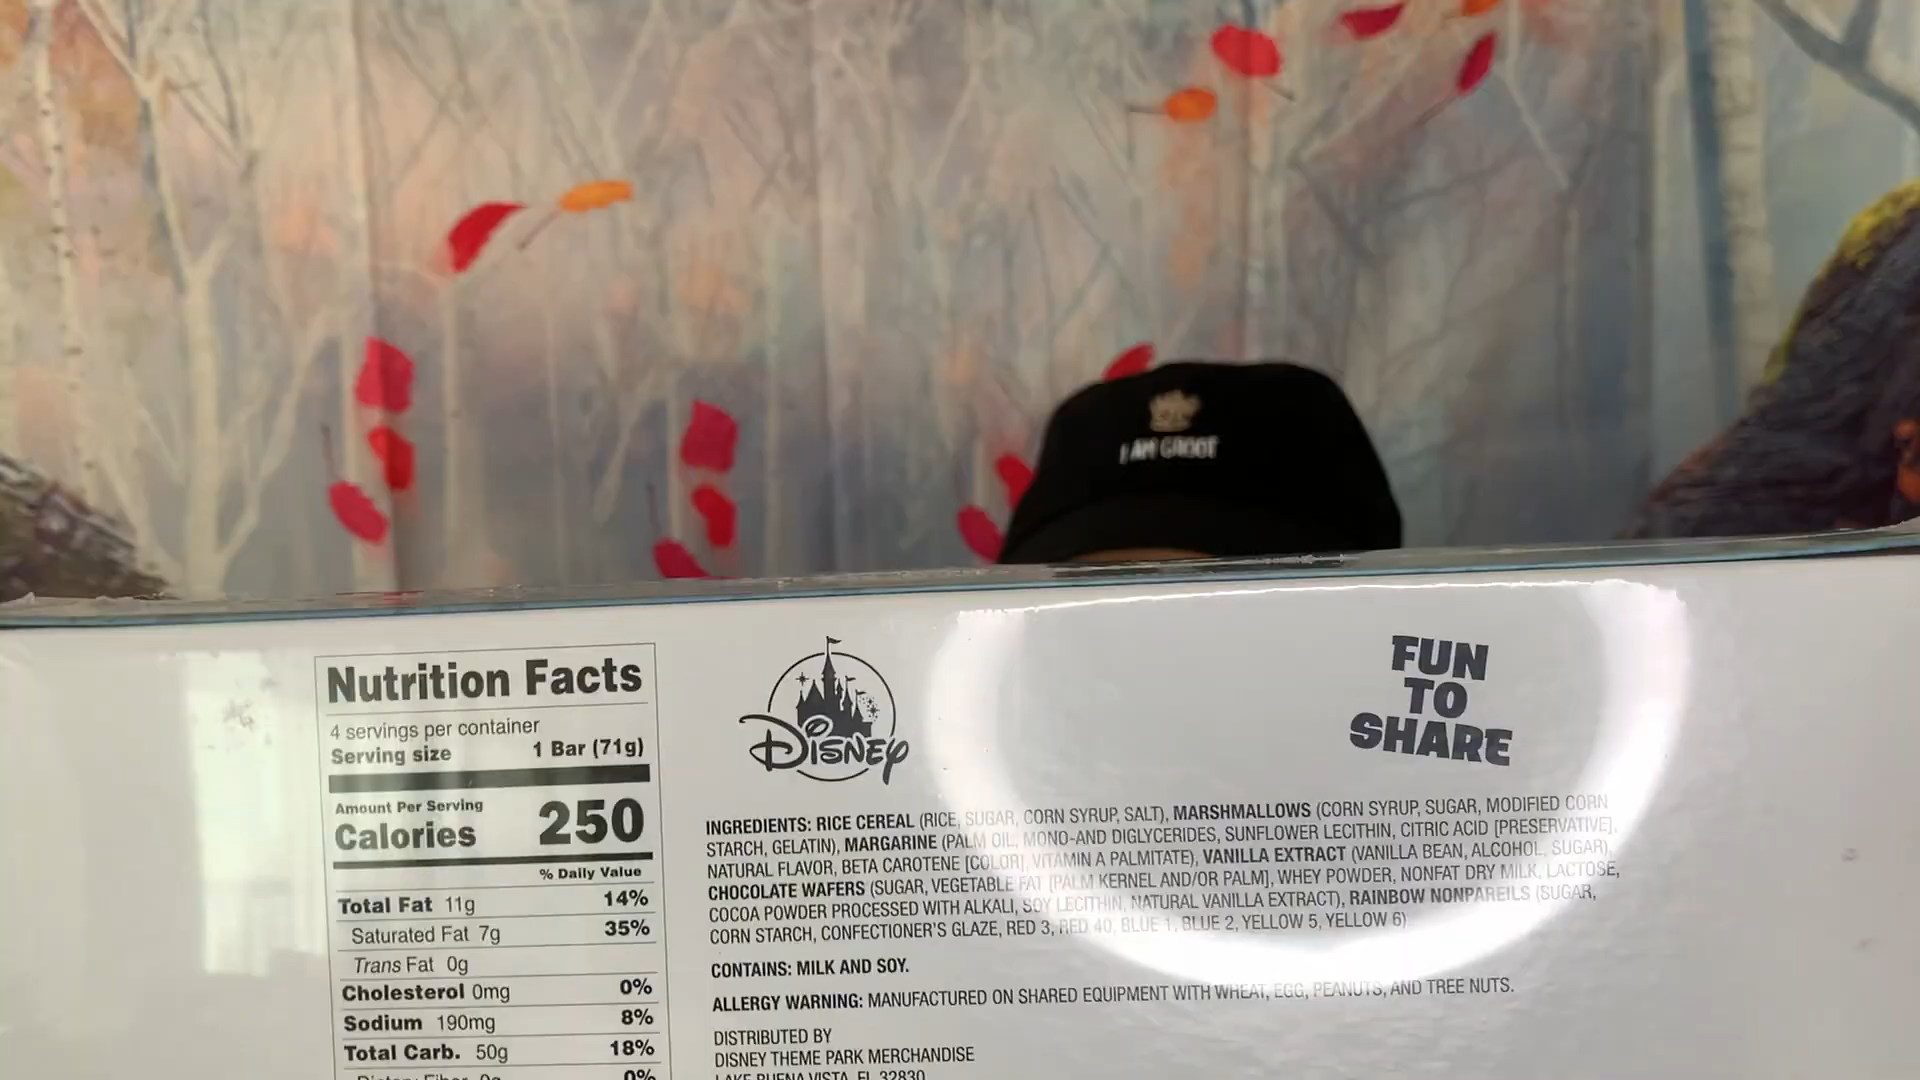 I AM GROOT
Nutrition Facts
4 servings per container
Serving size 1 Bar (71g)
Amount Per Serving
Calories 250
% Daily Value
Total Fat 11g 14%
Saturated Fat 7g 35%
Trans Fat 0g
Cholesterol 0mg 0%
Sodium 190mg 8%
Total Carb. 50g 18%
Dietary Fiber 0g 0%
Disney
FUN
TO
SHARE
INGREDIENTS: RICE CEREAL (RICE, SUGAR, CORN SYRUP, SALT), MARSHMALLOWS (CORN SYRUP, SUGAR, MODIFIED CORN
STARCH, GELATIN), MARGARINE (PALM OIL, MONO-AND DIGLYCERIDES, SUNFLOWER LECITHIN, CITRIC ACID [PRESERVATIVE],
NATURAL FLAVOR, BETA CAROTENE [COLOR], VITAMIN A PALMITATE), VANILLA EXTRACT (VANILLA BEAN, ALCOHOL, SUGAR),
CHOCOLATE WAFERS (SUGAR, VEGETABLE FAT [PALM KERNEL AND/OR PALM], WHEY POWDER, NONFAT DRY MILK, LACTOSE,
COCOA POWDER PROCESSED WITH ALKALI, SOY LECITHIN, NATURAL VANILLA EXTRACT), RAINBOW NONPAREILS (SUGAR,
CORN STARCH, CONFECTIONER'S GLAZE, RED 3, RED 40, BLUE 1, BLUE 2, YELLOW 5, YELLOW 6)
CONTAINS: MILK AND SOY.
ALLERGY WARNING: MANUFACTURED ON SHARED EQUIPMENT WITH WHEAT, EGG, PEANUTS, AND TREE NUTS.
DISTRIBUTED BY
DISNEY THEME PARK MERCHANDISE
LAKE BUENA VISTA, FL 32830